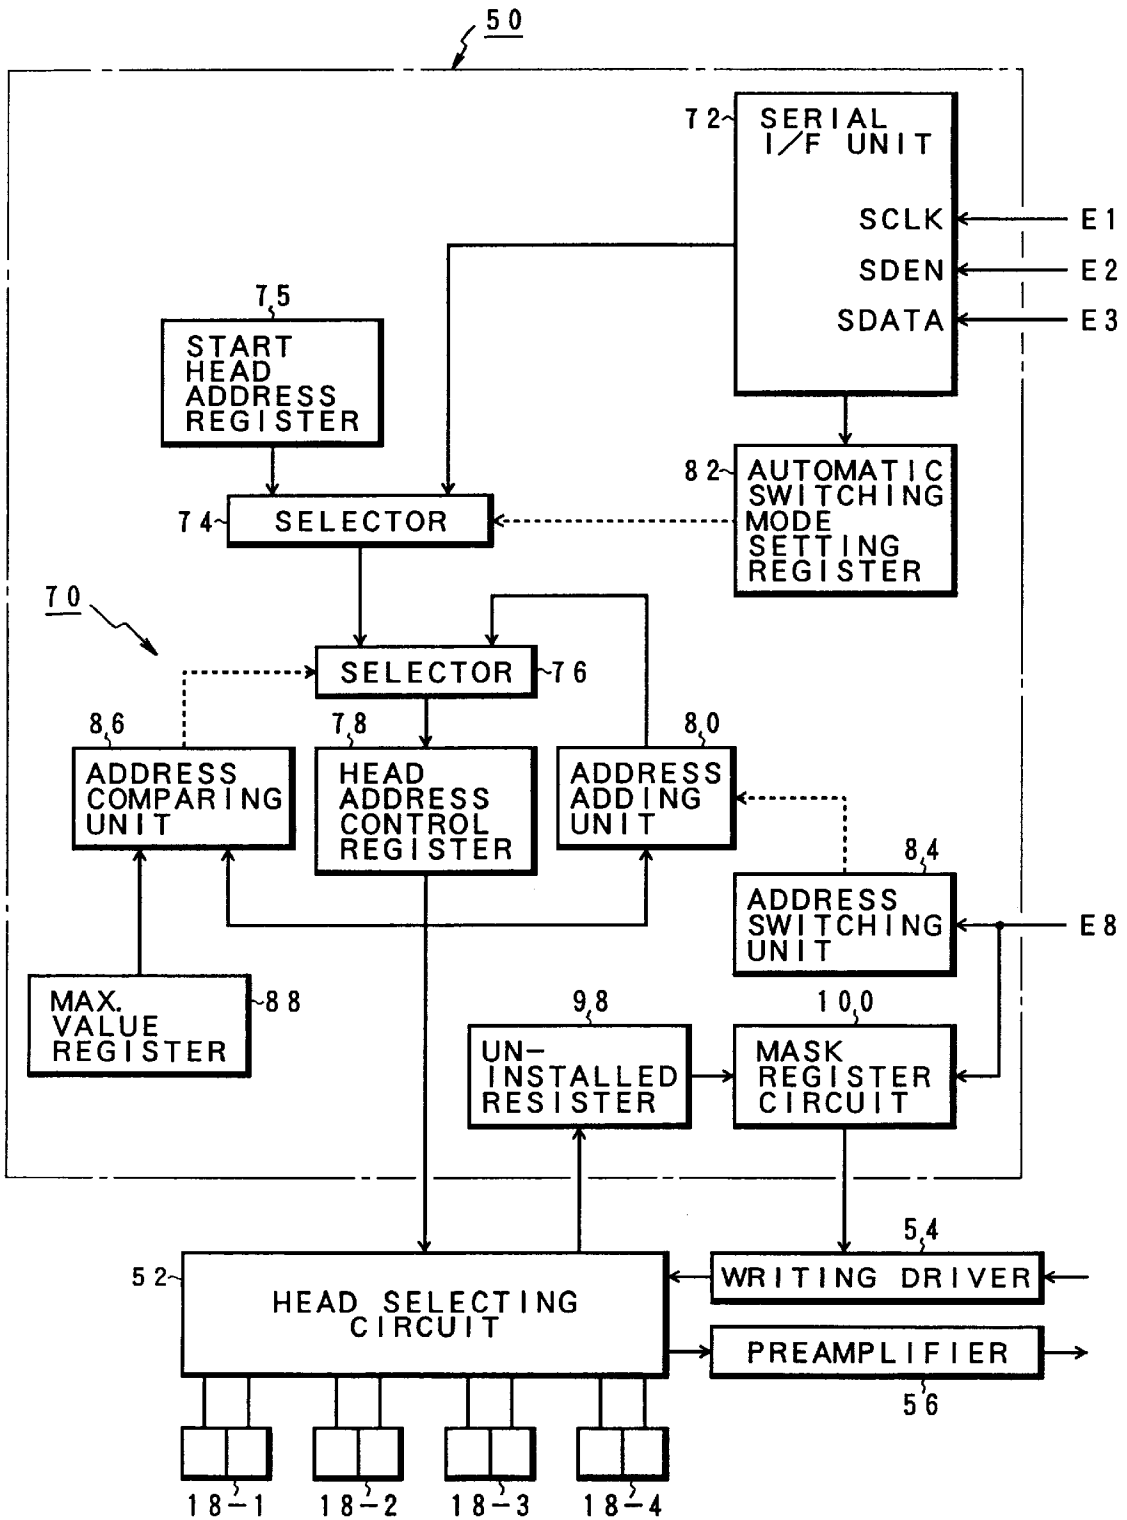 50
72
SERIAL
I/F UNIT
SCLK
E1
SDEN
E2
SDATA
E3
75
START
HEAD
ADDRESS
REGISTER
82
AUTOMATIC
SWITCHING
MODE
SETTING
REGISTER
74
SELECTOR
70
SELECTOR
76
86
78
80
ADDRESS
COMPARING
UNIT
HEAD
ADDRESS
CONTROL
REGISTER
ADDRESS
ADDING
UNIT
84
ADDRESS
SWITCHING
UNIT
E8
MAX.
VALUE
REGISTER
88
98
100
UN-
INSTALLED
RESISTER
MASK
REGISTER
CIRCUIT
54
52
HEAD SELECTING
CIRCUIT
WRITING DRIVER
PREAMPLIFIER
56
18-1
18-2
18-3
18-4